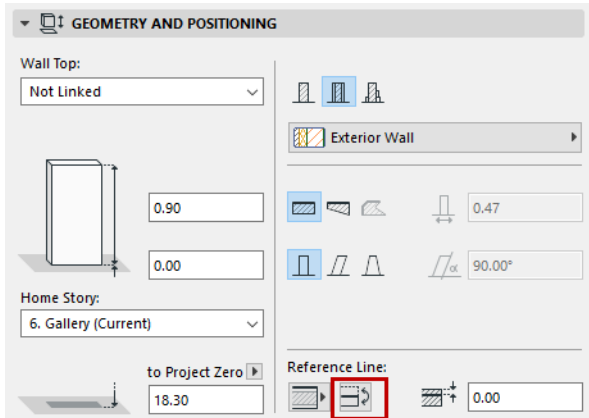 GEOMETRY AND POSITIONING
Wall Top:
Not Linked
Exterior Wall
0.90
0.47
0.00
α
90.00°
Home Story:
6. Gallery (Current)
to Project Zero
Reference Line:
18.30
0.00